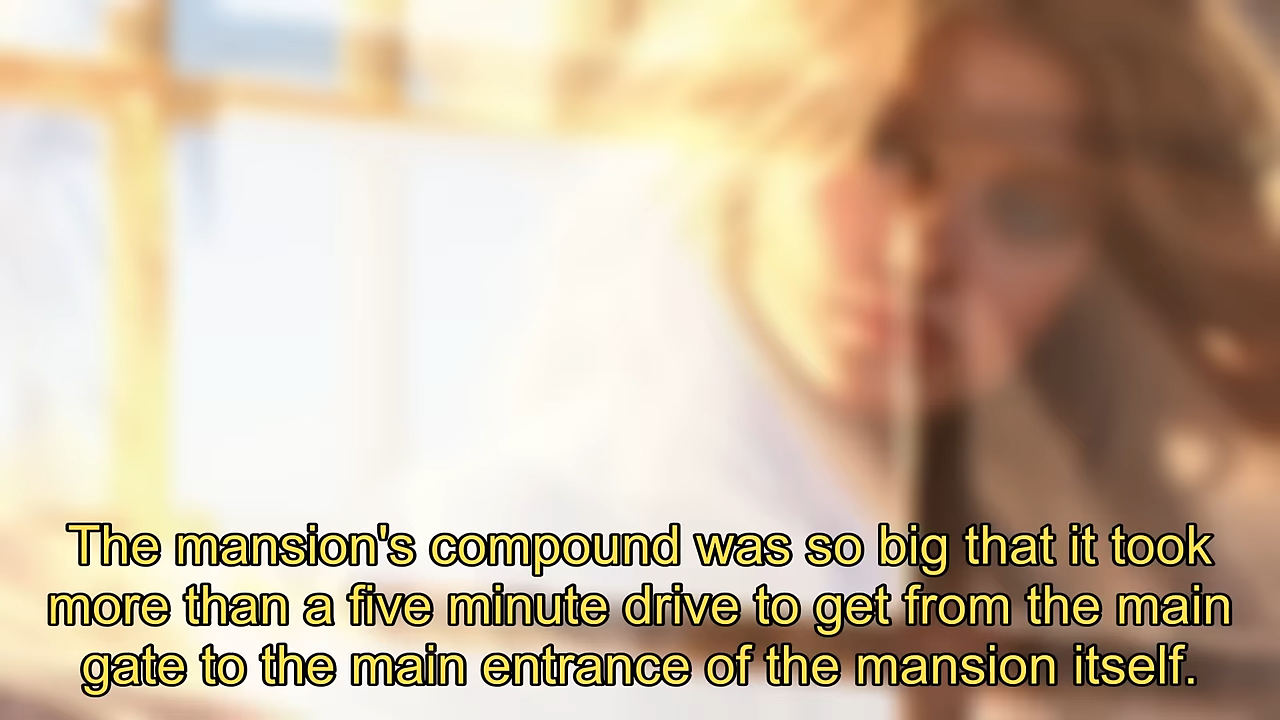 The mansion's compound was so big that it took
more than a five minute drive to get from the main
gate to the main entrance of the mansion itself.